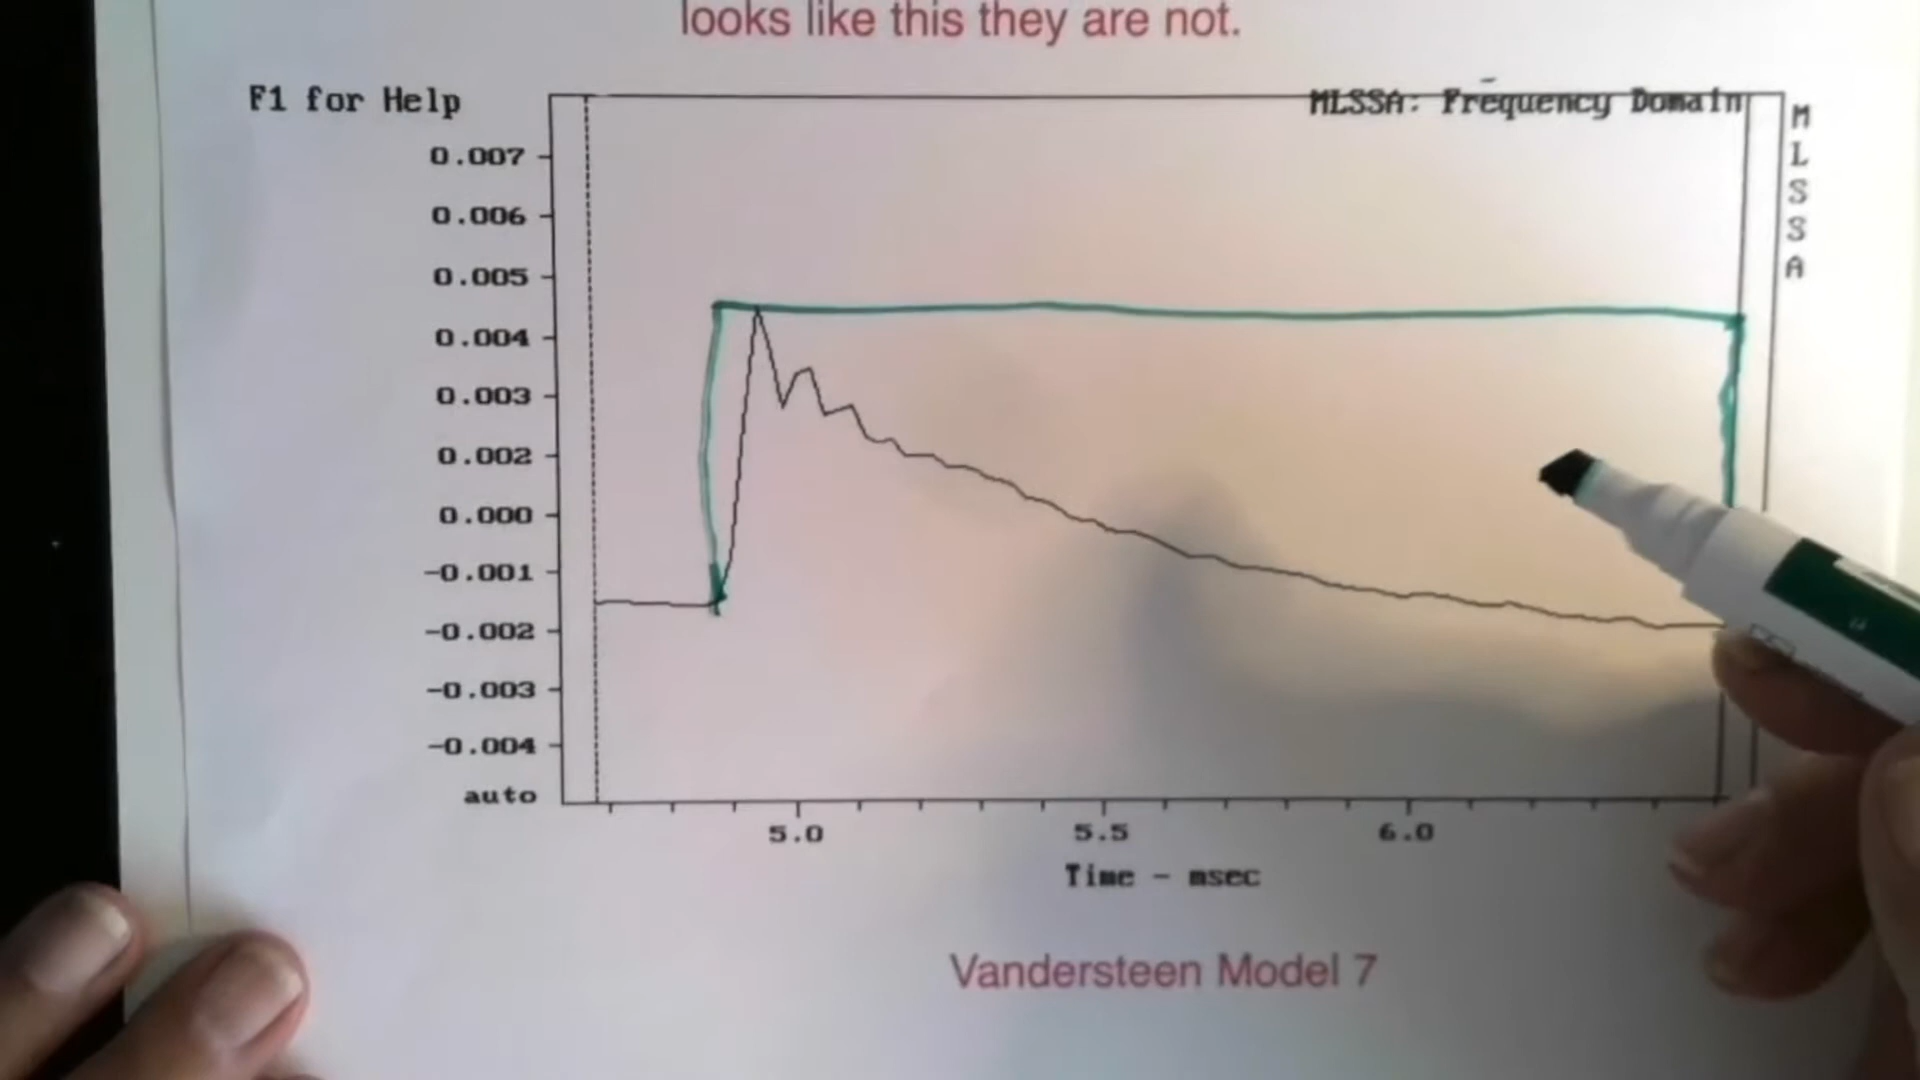 looks like this they are not.
F1 for Help
MLSSA: Frequency Domain
M
L
S
S
A
0.007
0.006
0.005
0.004
0.003
0.002
0.000
-0.001
-0.002
-0.003
-0.004
auto
5.0 5.5 6.0
Time - msec
Vandersteen Model 7